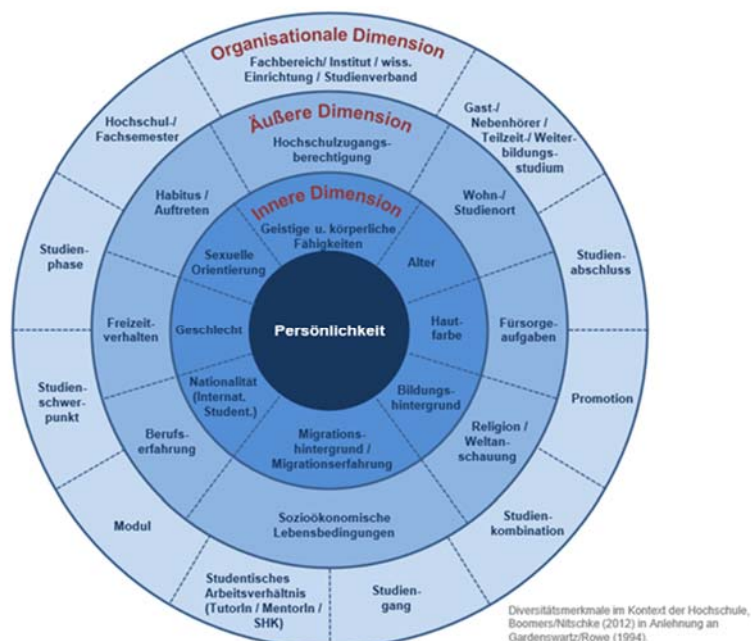 Organisationale Dimension
Fachbereich/ Institut / wiss.
Einrichtung / Studienverband
Gast-/
Nebenhörer /
Teilzeit-/ Weiter-
bildungs-
studium
Studien-
abschluss
Promotion
Studien-
kombination
Studien-
gang
Studentisches
Arbeitsverhältnis
(TutorIn / MentorIn /
SHK)
Modul
Studien-
schwer-
punkt
Studien-
phase
Hochschul-/
Fachsemester
Äußere Dimension
Hochschulzugangs-
berechtigung
Wohn-/
Studienort
Fürsorge-
aufgaben
Religion /
Weltan-
schauung
Sozioökonomische
Lebensbedingungen
Berufs-
erfahrung
Freizeit-
verhalten
Habitus /
Auftreten
Innere Dimension
Geistige u. körperliche
Fähigkeiten
Alter
Haut-
farbe
Bildungs-
hintergrund
Migrations-
hintergrund /
Migrationserfahrung
Nationalität
(Internat.
Student.)
Geschlecht
Sexuelle
Orientierung
Persönlichkeit
Diversitätsmerkmale im Kontext der Hochschule,
Boomers/Nitschke (2012) in Anlehnung an
Gardenswartz/Rowe (1994)